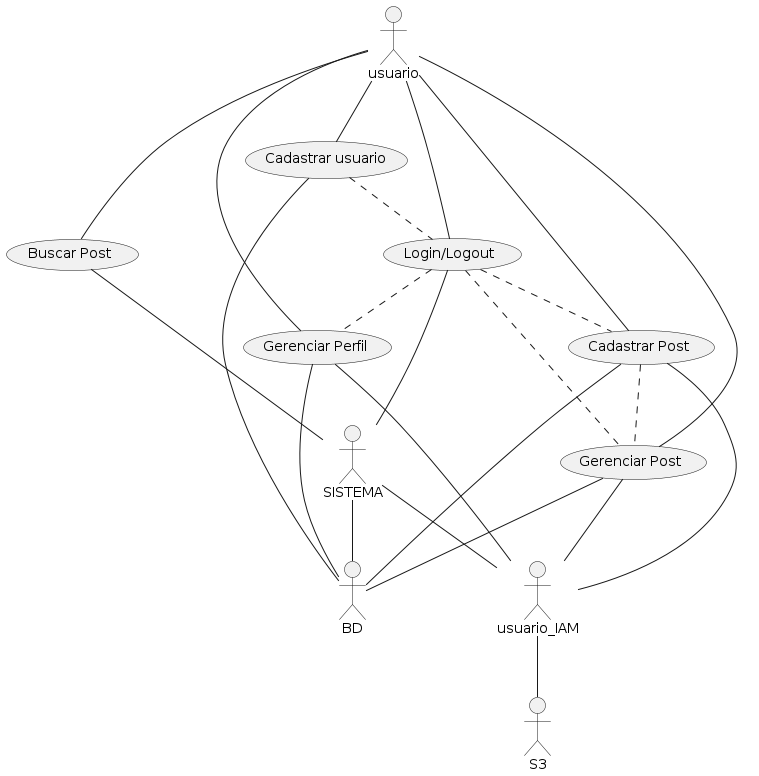 usuario
Cadastrar usuario
Buscar Post
Login/Logout
Gerenciar Perfil
Cadastrar Post
Gerenciar Post
SISTEMA
BD
usuario_IAM
S3